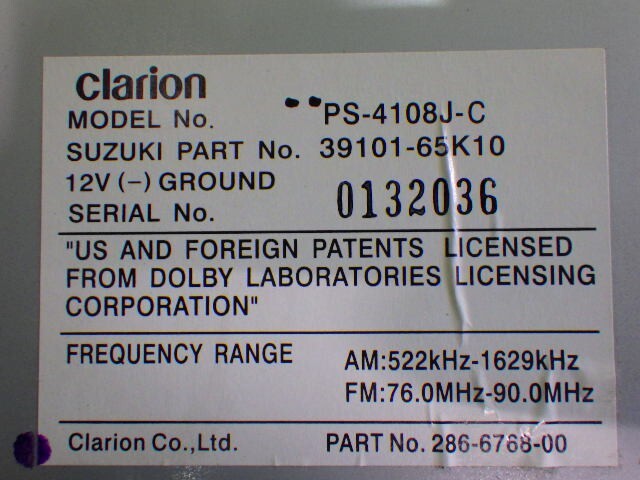 clarion
MODEL No. PS-4108J-C
SUZUKI PART No. 39101-65K10
12V (−) GROUND
SERIAL No. 0132036
"US AND FOREIGN PATENTS LICENSED
FROM DOLBY LABORATORIES LICENSING
CORPORATION"
FREQUENCY RANGE AM:522kHz-1629kHz
FM:76.0MHz-90.0MHz
Clarion Co.,Ltd. PART No. 286-6768-00